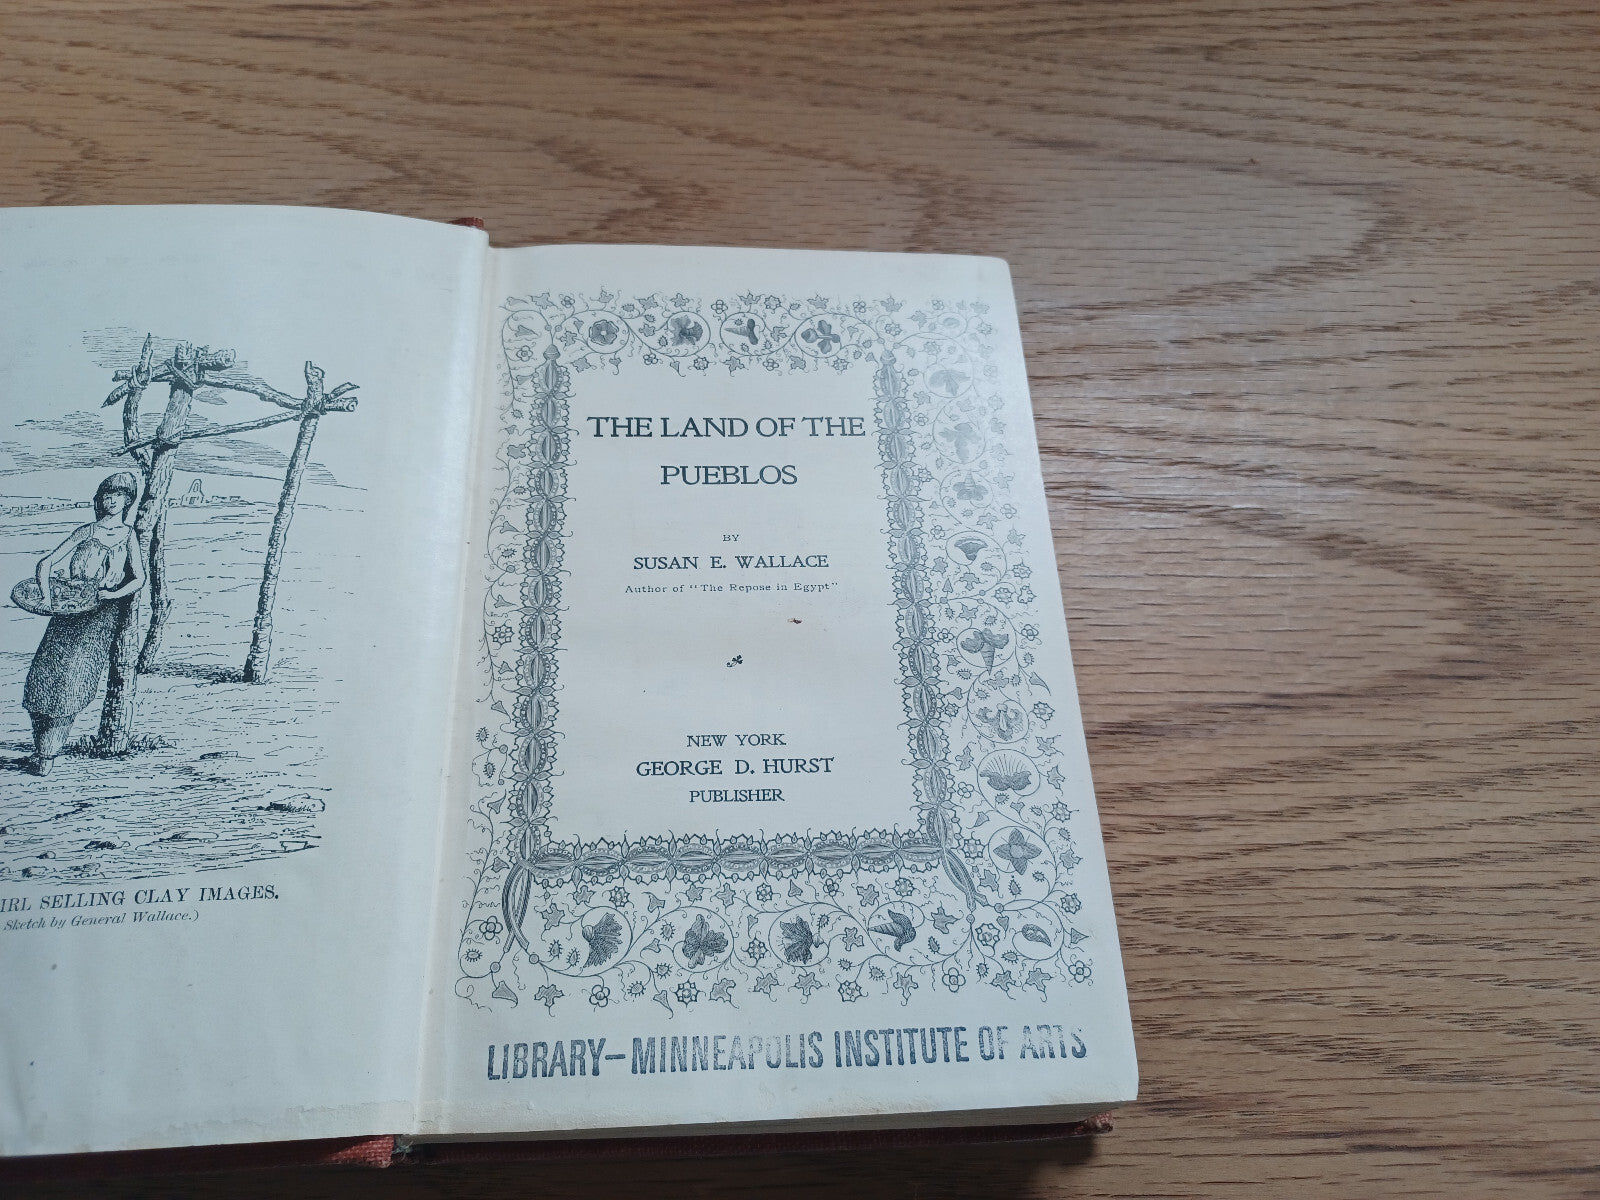 IRL SELLING CLAY IMAGES.
Sketch by General Wallace.)
THE LAND OF THE
PUEBLOS
BY
SUSAN E. WALLACE
Author of "The Repose in Egypt"
NEW YORK
GEORGE D. HURST
PUBLISHER
LIBRARY—MINNEAPOLIS INSTITUTE OF ARTS